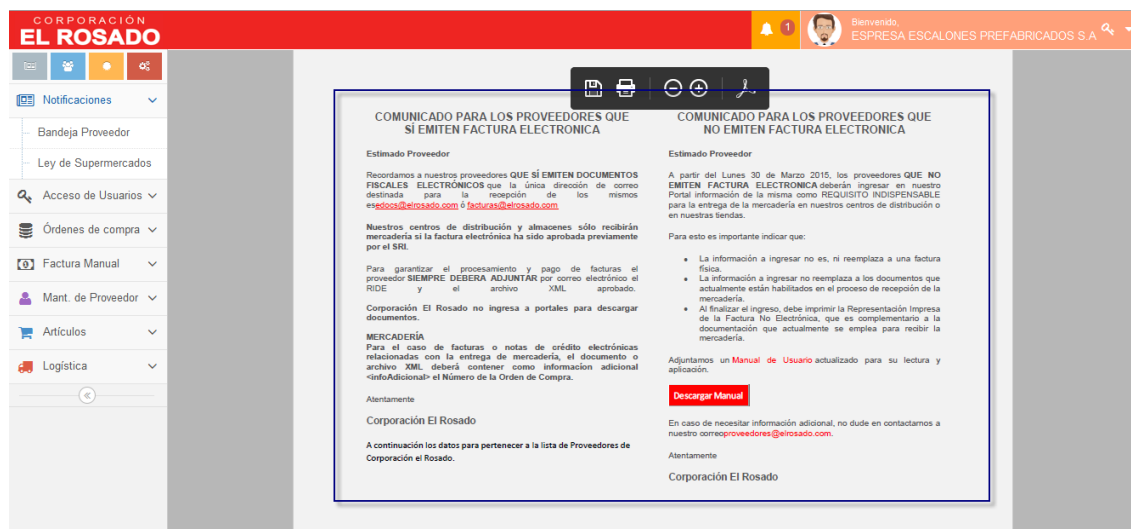 CORPORACIÓN
EL ROSADO
1
Bienvenido,
ESPRESA ESCALONES PREFABRICADOS S.A
Notificaciones
Bandeja Proveedor
Ley de Supermercados
Acceso de Usuarios
Órdenes de compra
Factura Manual
Mant. de Proveedor
Artículos
Logística
COMUNICADO PARA LOS PROVEEDORES QUE
SÍ EMITEN FACTURA ELECTRONICA
Estimado Proveedor
Recordamos a nuestros proveedores QUE SÍ EMITEN DOCUMENTOS
FISCALES ELECTRÓNICOS que la única dirección de correo
destinada para la recepción de los mismos
esedocs@elrosado.com ó facturas@elrosado.com
Nuestros centros de distribución y almacenes sólo recibirán
mercadería si la factura electrónica ha sido aprobada previamente
por el SRI.
Para garantizar el procesamiento y pago de facturas el
proveedor SIEMPRE DEBERA ADJUNTAR por correo electrónico el
RIDE y el archivo XML aprobado.
Corporación El Rosado no ingresa a portales para descargar
documentos.
MERCADERÍA
Para el caso de facturas o notas de crédito electrónicas
relacionadas con la entrega de mercadería, el documento o
archivo XML deberá contener como informacíon adicional
<infoAdicional> el Número de la Orden de Compra.
Atentamente
Corporación El Rosado
A continuación los datos para pertenecer a la lista de Proveedores de
Corporación el Rosado.
COMUNICADO PARA LOS PROVEEDORES QUE
NO EMITEN FACTURA ELECTRONICA
Estimado Proveedor
A partir del Lunes 30 de Marzo 2015, los proveedores QUE NO
EMITEN FACTURA ELECTRONICA deberán ingresar en nuestro
Portal información de la misma como REQUISITO INDISPENSABLE
para la entrega de la mercadería en nuestros centros de distribución o
en nuestras tiendas.
Para esto es importante indicar que:
La información a ingresar no es, ni reemplaza a una factura
física.
La información a ingresar no reemplaza a los documentos que
actualmente están habilitados en el proceso de recepción de la
mercadería.
Al finalizar el ingreso, debe imprimir la Representación Impresa
de la Factura No Electrónica, que es complementario a la
documentación que actualmente se emplea para recibir la
mercadería.
Adjuntamos un Manual de Usuario actualizado para su lectura y
aplicación.
Descargar Manual
En caso de necesitar información adicional, no dude en contactarnos a
nuestro correoproveedores@elrosado.com.
Atentamente
Corporación El Rosado